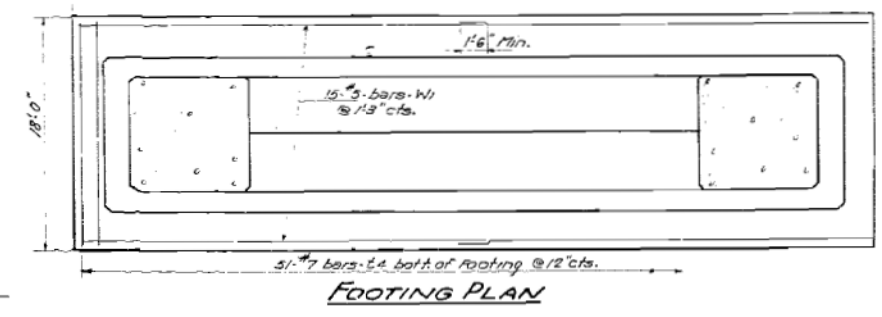 1'-6" Min.
15-#5-bars-W1
@ 1'-3" cts.
18'-0"
51-#7 bars-t4 bott. of Footing @ 12" cts.
FOOTING PLAN